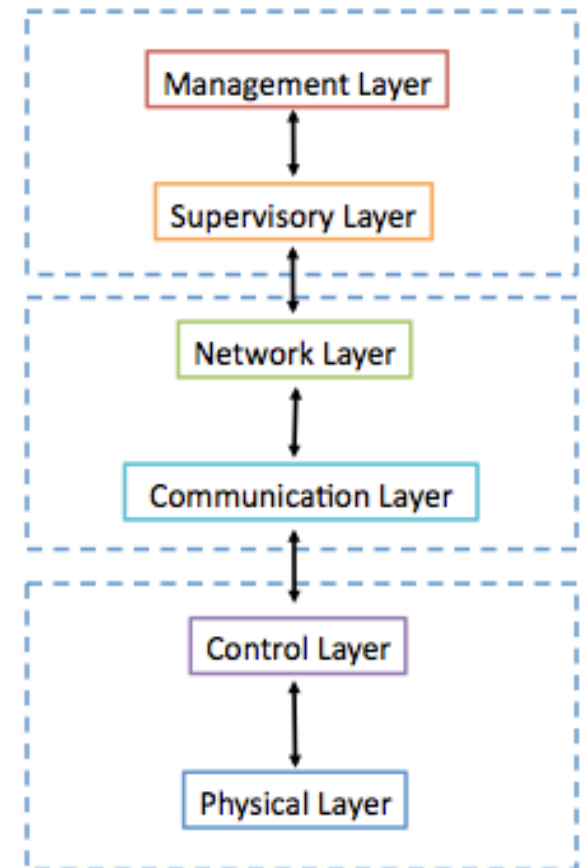 Management Layer
Supervisory Layer
Network Layer
Communication Layer
Control Layer
Physical Layer